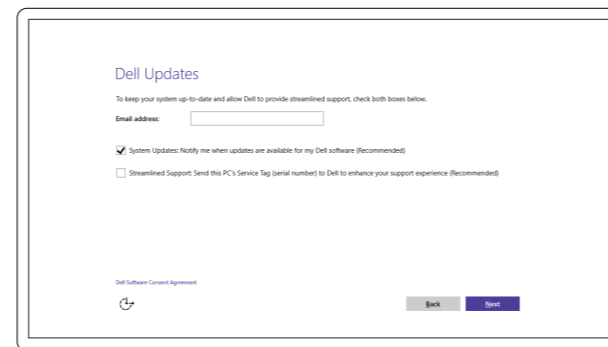 Dell Updates
To keep your system up-to-date and allow Dell to provide streamlined support, check both boxes below.
Email address:
System Updates: Notify me when updates are available for my Dell software (Recommended)
Streamlined Support: Send this PC's Service Tag (serial number) to Dell to enhance your support experience (Recommended)
Dell Software Consent Agreement
Back Next